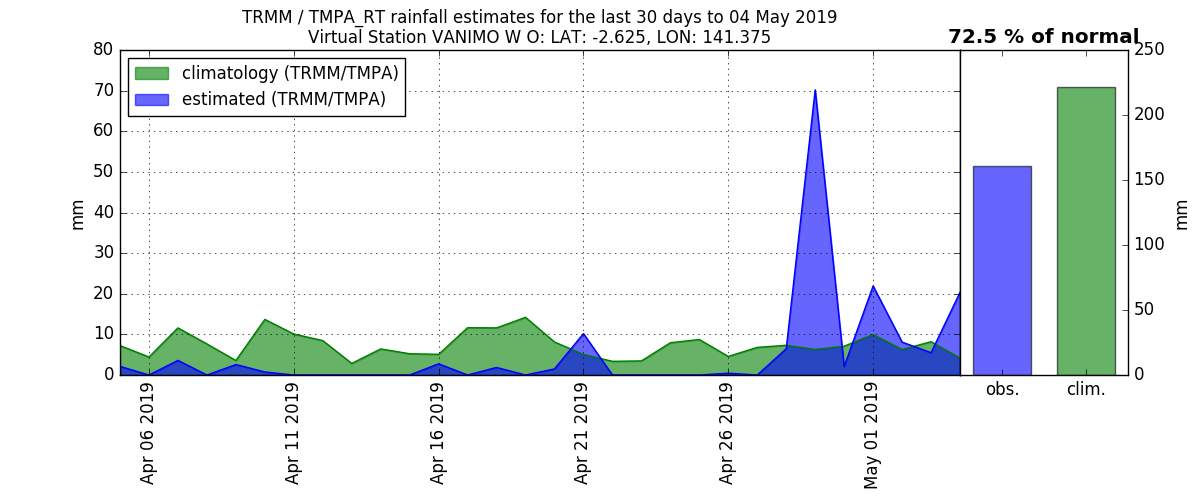 TRMM / TMPA_RT rainfall estimates for the last 30 days to 04 May 2019
Virtual Station VANIMO W O: LAT: -2.625, LON: 141.375
72.5 % of normal
climatology (TRMM/TMPA)
estimated (TRMM/TMPA)
80
70
60
50
40
30
20
10
0
mm
Apr 06 2019
Apr 11 2019
Apr 16 2019
Apr 21 2019
Apr 26 2019
May 01 2019
obs.
clim.
250
200
150
100
50
0
mm